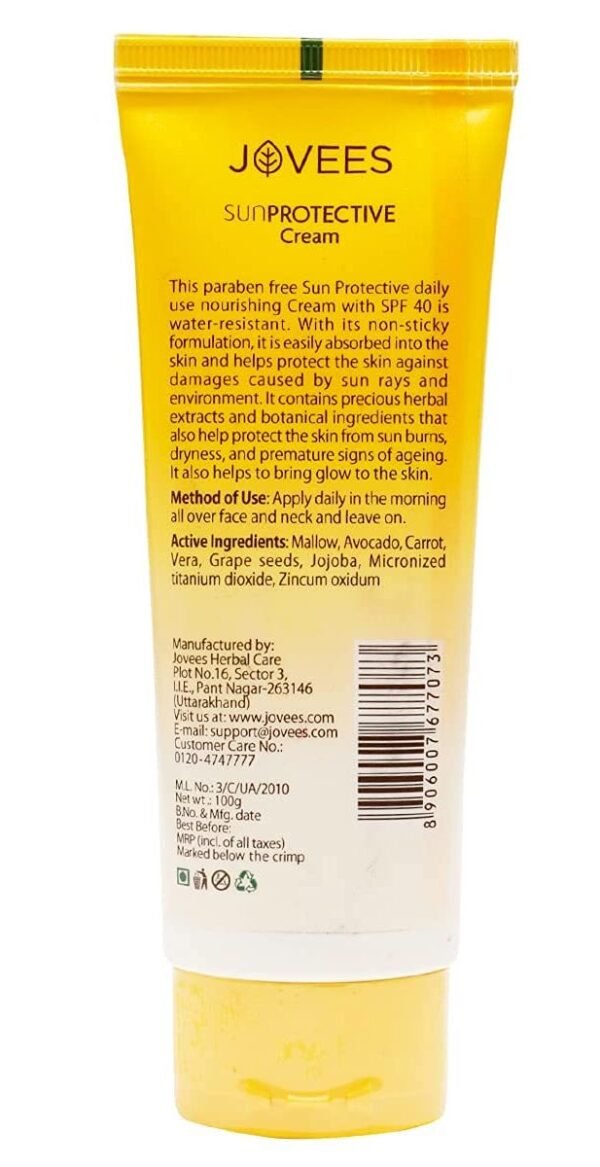 JOVEES
SUNPROTECTIVE
Cream
This paraben free Sun Protective daily
use nourishing Cream with SPF 40 is
water-resistant. With its non-sticky
formulation, it is easily absorbed into the
skin and helps protect the skin against
damages caused by sun rays and
environment. It contains precious herbal
extracts and botanical ingredients that
also help protect the skin from sun burns,
dryness, and premature signs of ageing.
It also helps to bring glow to the skin.
Method of Use: Apply daily in the morning
all over face and neck and leave on.
Active Ingredients: Mallow, Avocado, Carrot,
Vera, Grape seeds, Jojoba, Micronized
titanium dioxide, Zincum oxidum
Manufactured by:
Jovees Herbal Care
Plot No.16, Sector 3,
I.I.E., Pant Nagar-263146
(Uttarakhand)
Visit us at: www.jovees.com
E-mail: support@jovees.com
Customer Care No.:
0120-4747777
M.L. No.: 3/C/UA/2010
Net wt.: 100g
B.No. & Mfg. date
Best Before:
MRP (incl. of all taxes)
Marked below the crimp
8 906007 677073